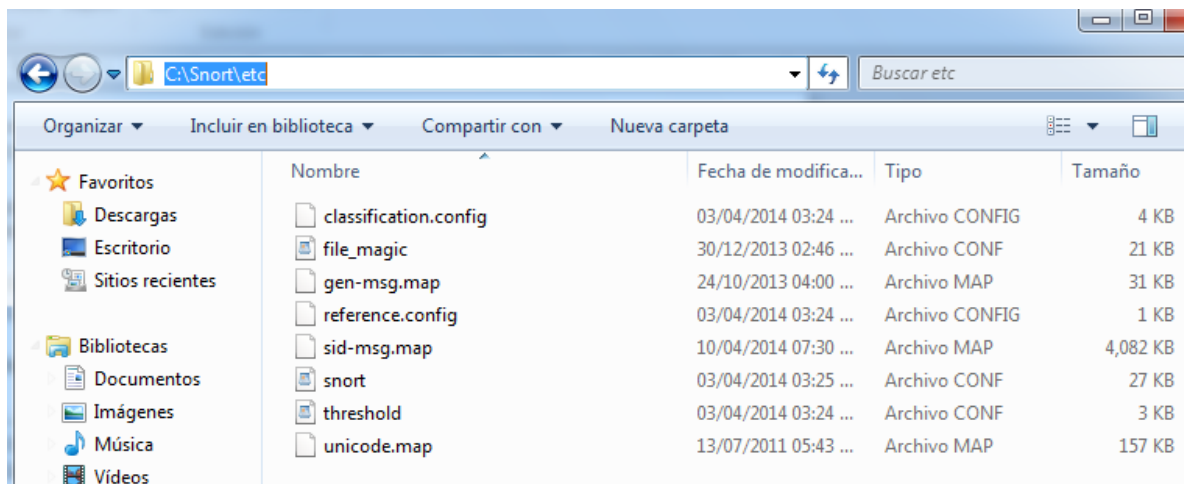 C:\Snort\etc
Buscar etc
Organizar
Incluir en biblioteca
Compartir con
Nueva carpeta
Nombre
Fecha de modifica...
Tipo
Tamaño
Favoritos
Descargas
Escritorio
Sitios recientes
Bibliotecas
Documentos
Imágenes
Música
Vídeos
classification.config 03/04/2014 03:24 ... Archivo CONFIG 4 KB
file_magic 30/12/2013 02:46 ... Archivo CONF 21 KB
gen-msg.map 24/10/2013 04:00 ... Archivo MAP 31 KB
reference.config 03/04/2014 03:24 ... Archivo CONFIG 1 KB
sid-msg.map 10/04/2014 07:30 ... Archivo MAP 4,082 KB
snort 03/04/2014 03:25 ... Archivo CONF 27 KB
threshold 03/04/2014 03:24 ... Archivo CONF 3 KB
unicode.map 13/07/2011 05:43 ... Archivo MAP 157 KB